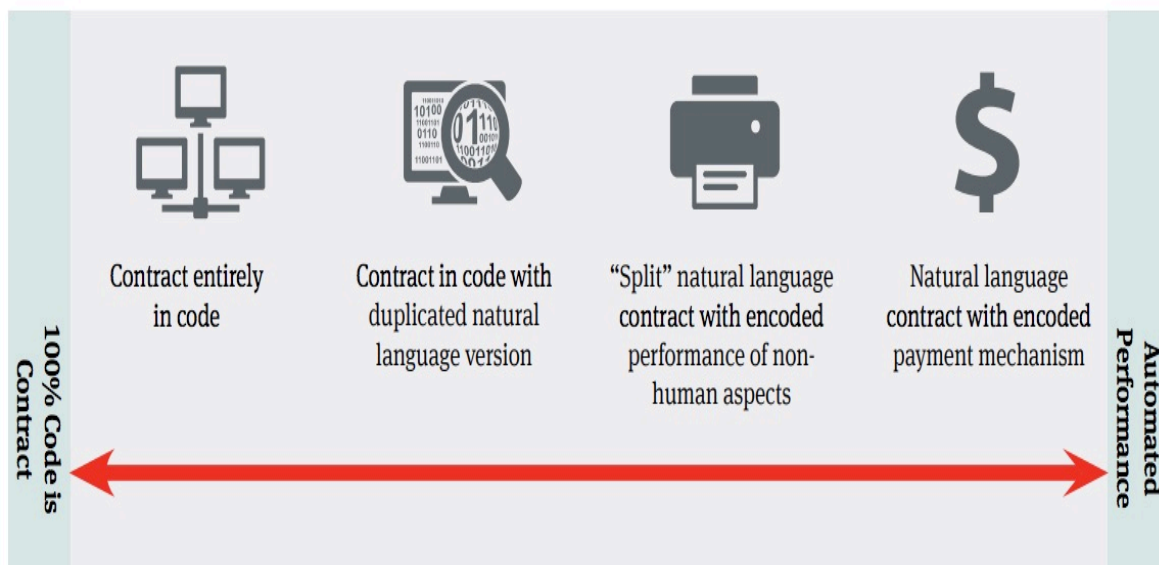 Contract entirely
in code
Contract in code with
duplicated natural
language version
“Split” natural language
contract with encoded
performance of non-
human aspects
Natural language
contract with encoded
payment mechanism
100% Code is
Contract
Automated
Performance